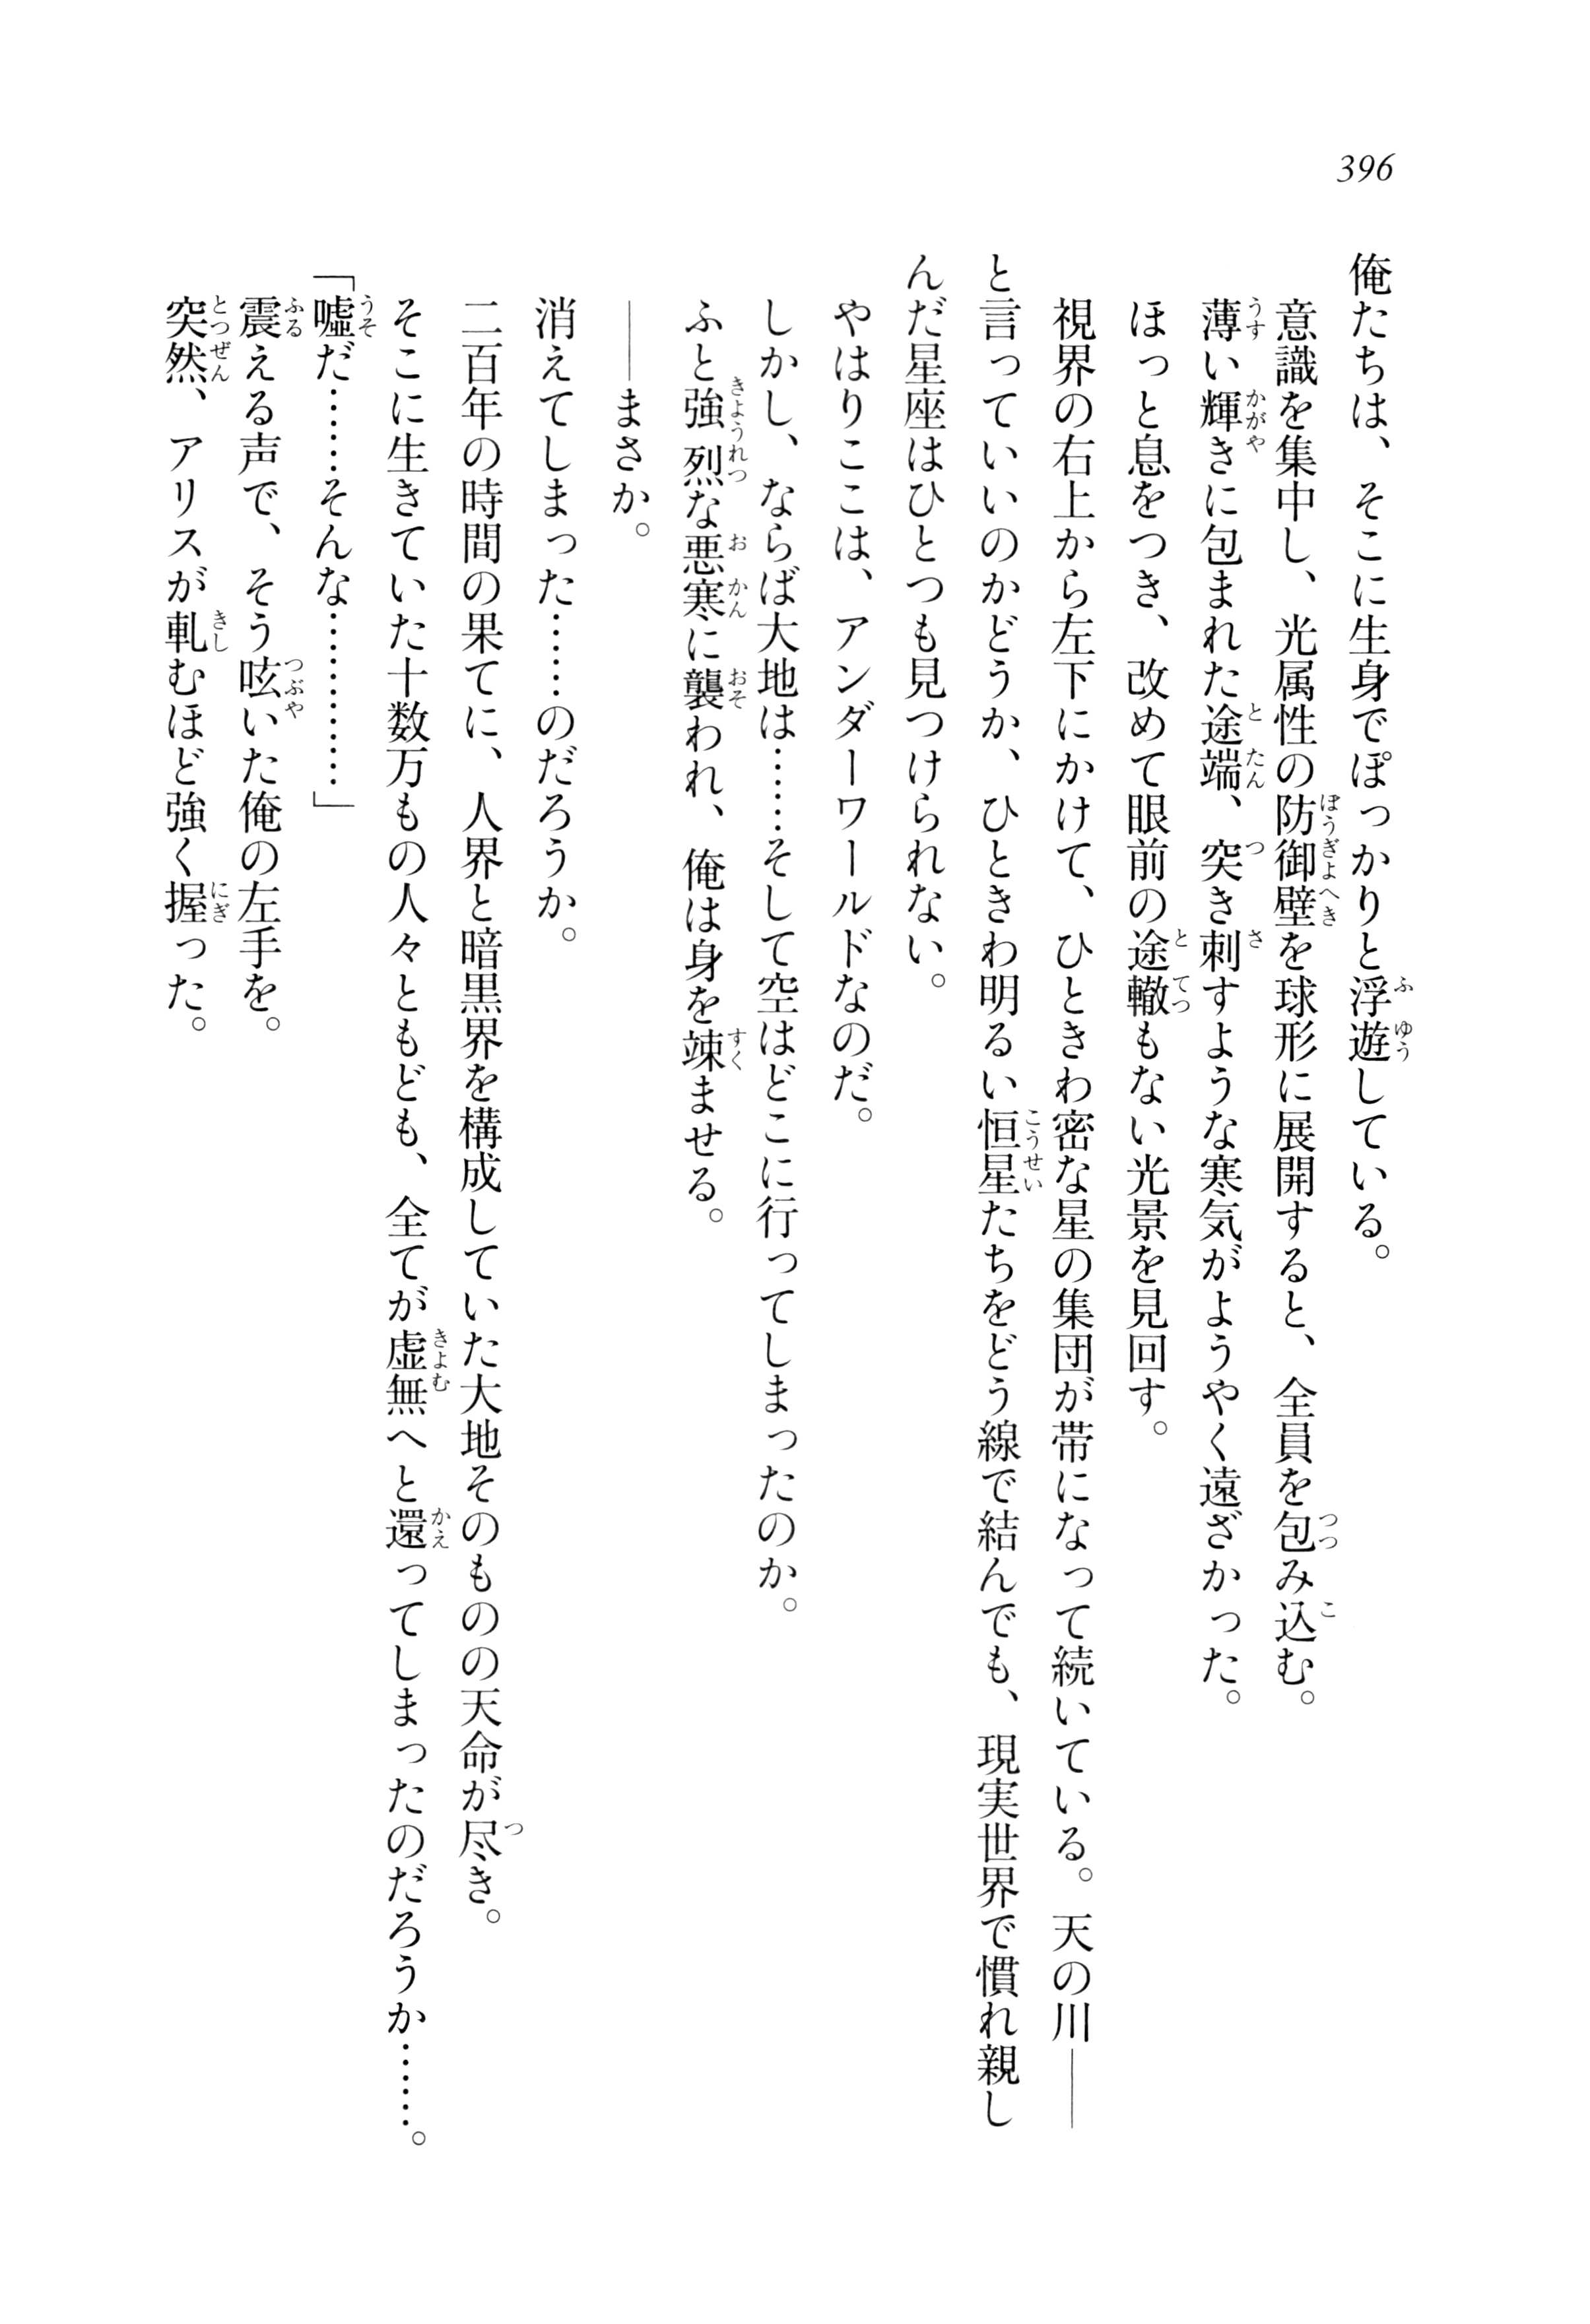 396
俺たちは、そこに生身でぽっかりと浮遊している。
意識を集中し、光属性の防御壁を球形に展開すると、全員を包み込む。
薄い輝きに包まれた途端、突き刺すような寒気がようやく遠ざかった。
ほっと息をつき、改めて眼前の途轍もない光景を見回す。
視界の右上から左下にかけて、ひときわ密な星の集団が帯になって続いている。天の川――
と言っていいのかどうか、ひときわ明るい恒星たちをどう線で結んでも、現実世界で慣れ親し
んだ星座はひとつも見つけられない。
やはりここは、アンダーワールドなのだ。
しかし、ならば大地は……そして空はどこに行ってしまったのか。
ふと強烈な悪寒に襲われ、俺は身を竦ませる。
――まさか。
消えてしまった……のだろうか。
二百年の時間の果てに、人界と暗黒界を構成していた大地そのものの天命が尽き。
そこに生きていた十数万もの人々ともども、全てが虚無へと還ってしまったのだろうか……。
「嘘だ……そんな…………」
震える声で、そう呟いた俺の左手を。
突然、アリスが軋むほど強く握った。